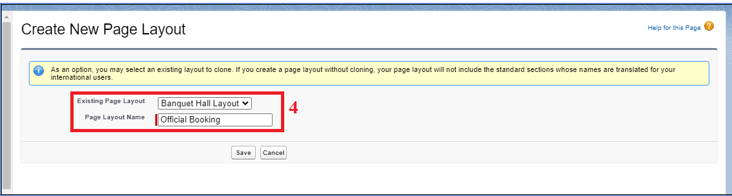 Create New Page Layout
Help for this Page ?
i As an option, you may select an existing layout to clone. If you create a page layout without cloning, your page layout will not include the standard sections whose names are translated for your
international users.
Existing Page Layout Banquet Hall Layout
Page Layout Name Official Booking
4
Save Cancel